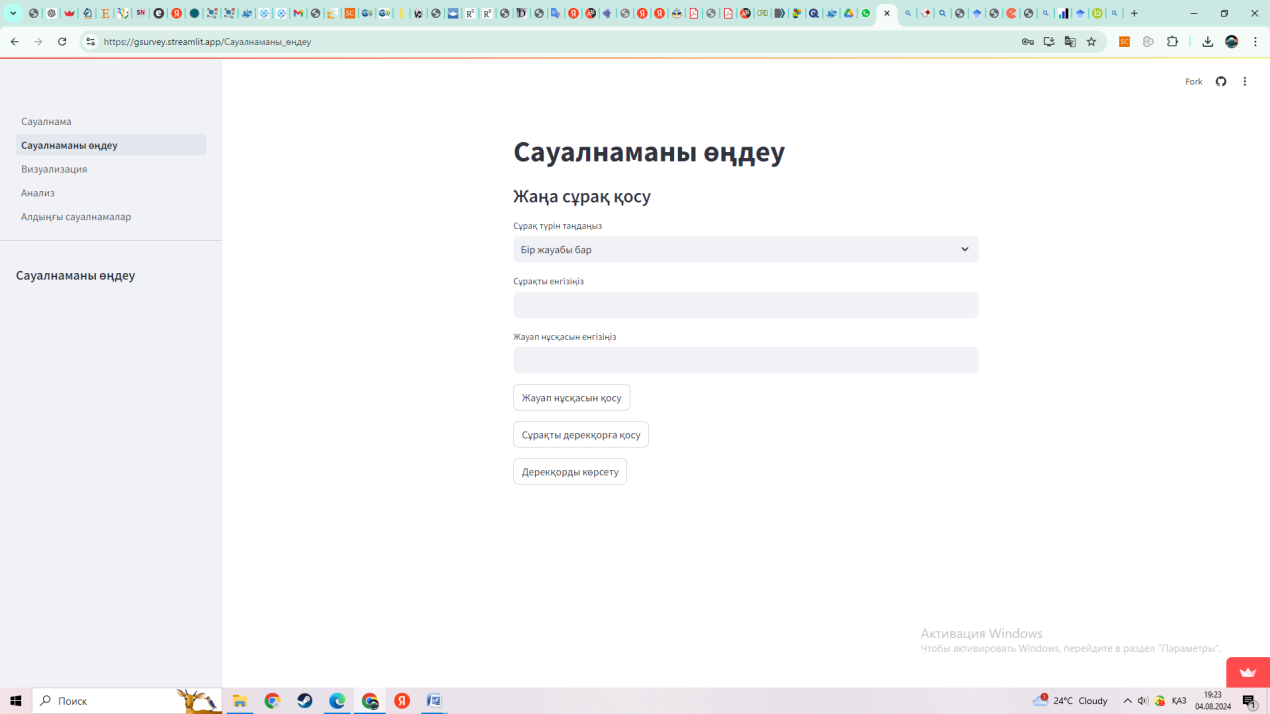 https://gsurvey.streamlit.app/Сауалнаманы_өңдеу
Fork
Сауалнама
Сауалнаманы өңдеу
Визуализация
Анализ
Алдыңғы сауалнамалар
Сауалнаманы өңдеу
Сауалнаманы өңдеу
Жаңа сұрақ қосу
Сұрақ түрін таңдаңыз
Бір жауабы бар
Сұрақты енгізіңіз
Жауап нұсқасын енгізіңіз
Жауап нұсқасын қосу
Сұрақты дерекқорға қосу
Дерекқорды көрсету
Активация Windows
Чтобы активировать Windows, перейдите в раздел "Параметры".
Поиск
24°C Cloudy
ҚАЗ
19:23
04.08.2024